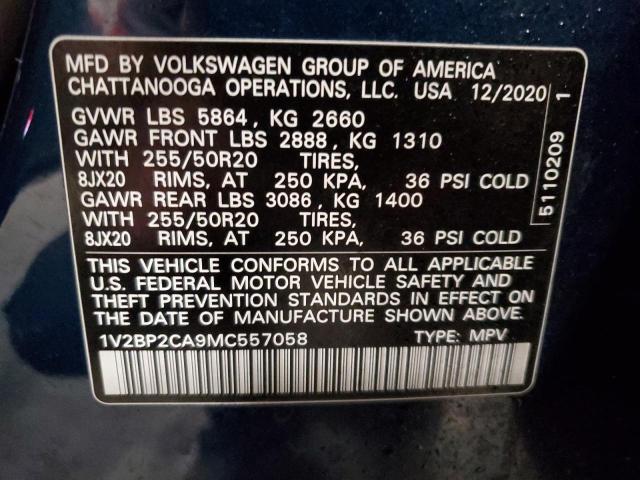 MFD BY VOLKSWAGEN GROUP OF AMERICA
CHATTANOOGA OPERATIONS, LLC. USA 12/2020
GVWR LBS 5864, KG 2660
GAWR FRONT LBS 2888, KG 1310
WITH 255/50R20 TIRES,
8JX20 RIMS, AT 250 KPA, 36 PSI COLD
GAWR REAR LBS 3086, KG 1400
WITH 255/50R20 TIRES,
8JX20 RIMS, AT 250 KPA, 36 PSI COLD
THIS VEHICLE CONFORMS TO ALL APPLICABLE
U.S. FEDERAL MOTOR VEHICLE SAFETY AND
THEFT PREVENTION STANDARDS IN EFFECT ON
THE DATE OF MANUFACTURE SHOWN ABOVE.
1V2BP2CA9MC557058 TYPE: MPV
5110209 1